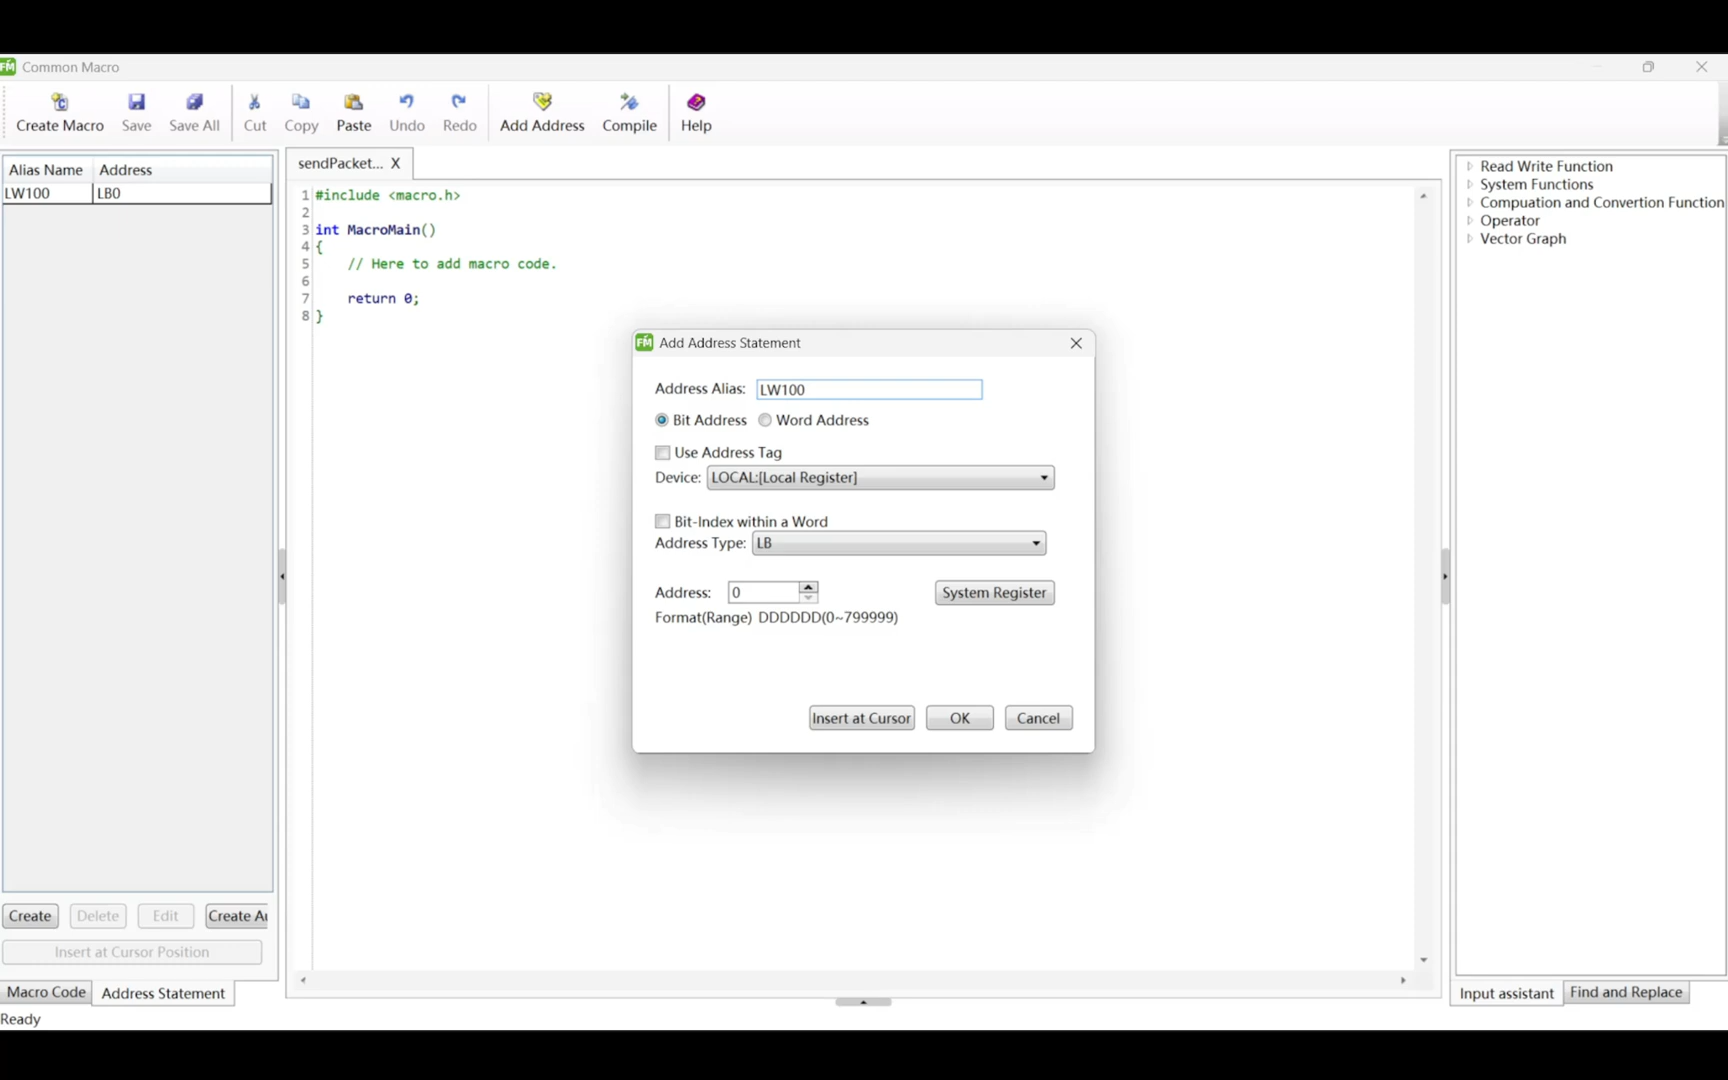 FM Common Macro
Create Macro Save Save All Cut Copy Paste Undo Redo Add Address Compile Help
Alias Name Address
LW100 LB0
sendPacket... X
1 #include <macro.h>
2
3 int MacroMain()
4 {
5 // Here to add macro code.
6
7 return 0;
8 }
FM Add Address Statement
Address Alias: LW100
Bit Address Word Address
Use Address Tag
Device: LOCAL:[Local Register]
Bit-Index within a Word
Address Type: LB
Address: 0 System Register
Format(Range) DDDDDD(0~799999)
Insert at Cursor OK Cancel
Read Write Function
System Functions
Compuation and Convertion Function
Operator
Vector Graph
Create Delete Edit Create Au
Insert at Cursor Position
Macro Code Address Statement
Input assistant Find and Replace
Ready